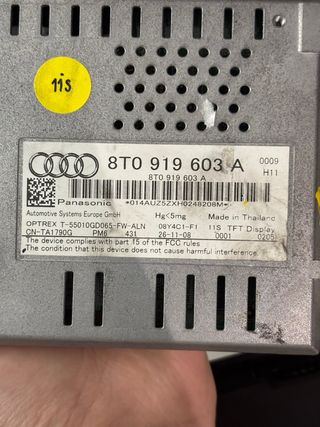 11s
8T0 919 603 A 0009
H11
8T0 919 603 A
Panasonic *014AUZ5ZXH0248208M*
Automotive Systems Europe GmbH Hg<5mg Made in Thailand
OPTREX T-55010GD065-FW-ALN 08Y4C1-F1 I1S TFT Display
CN-TA1790G PM6 431 26-11-08 0001 0205
The device complies with part 15 of the FCC rules
The condition that this device does not cause harmful interference.